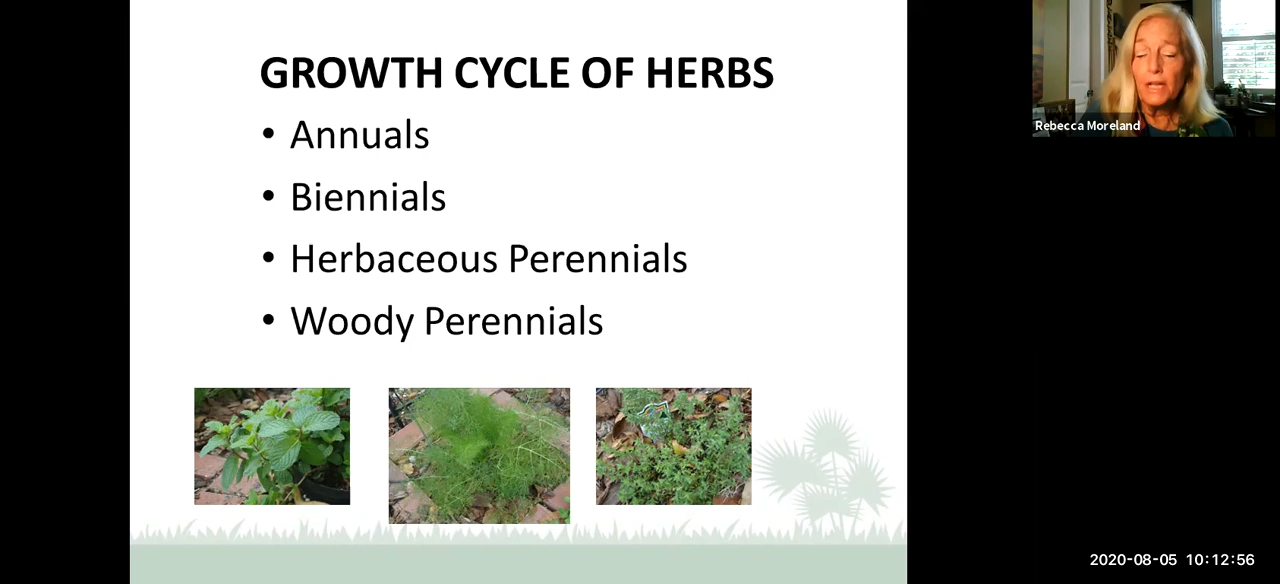 GROWTH CYCLE OF HERBS
• Annuals
• Biennials
• Herbaceous Perennials
• Woody Perennials
Rebecca Moreland
2020-08-05 10:12:56